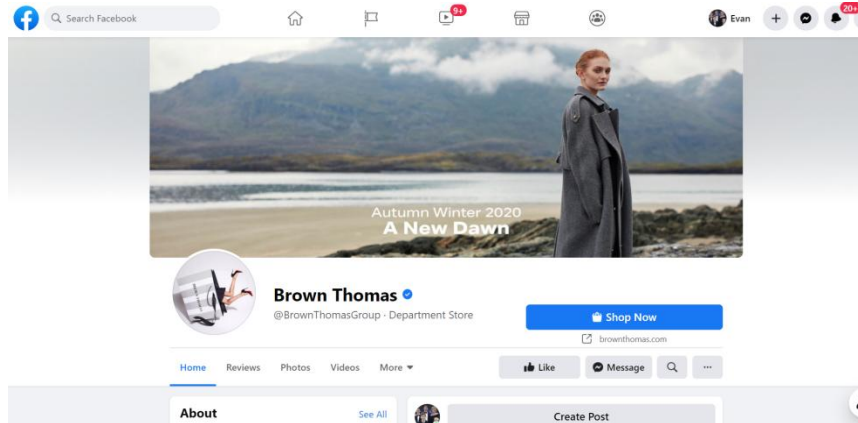 Search Facebook
9+
Evan
20+
Autumn Winter 2020
A New Dawn
Brown Thomas
@BrownThomasGroup · Department Store
Shop Now
brownthomas.com
Home Reviews Photos Videos More
Like Message ...
About See All
Create Post